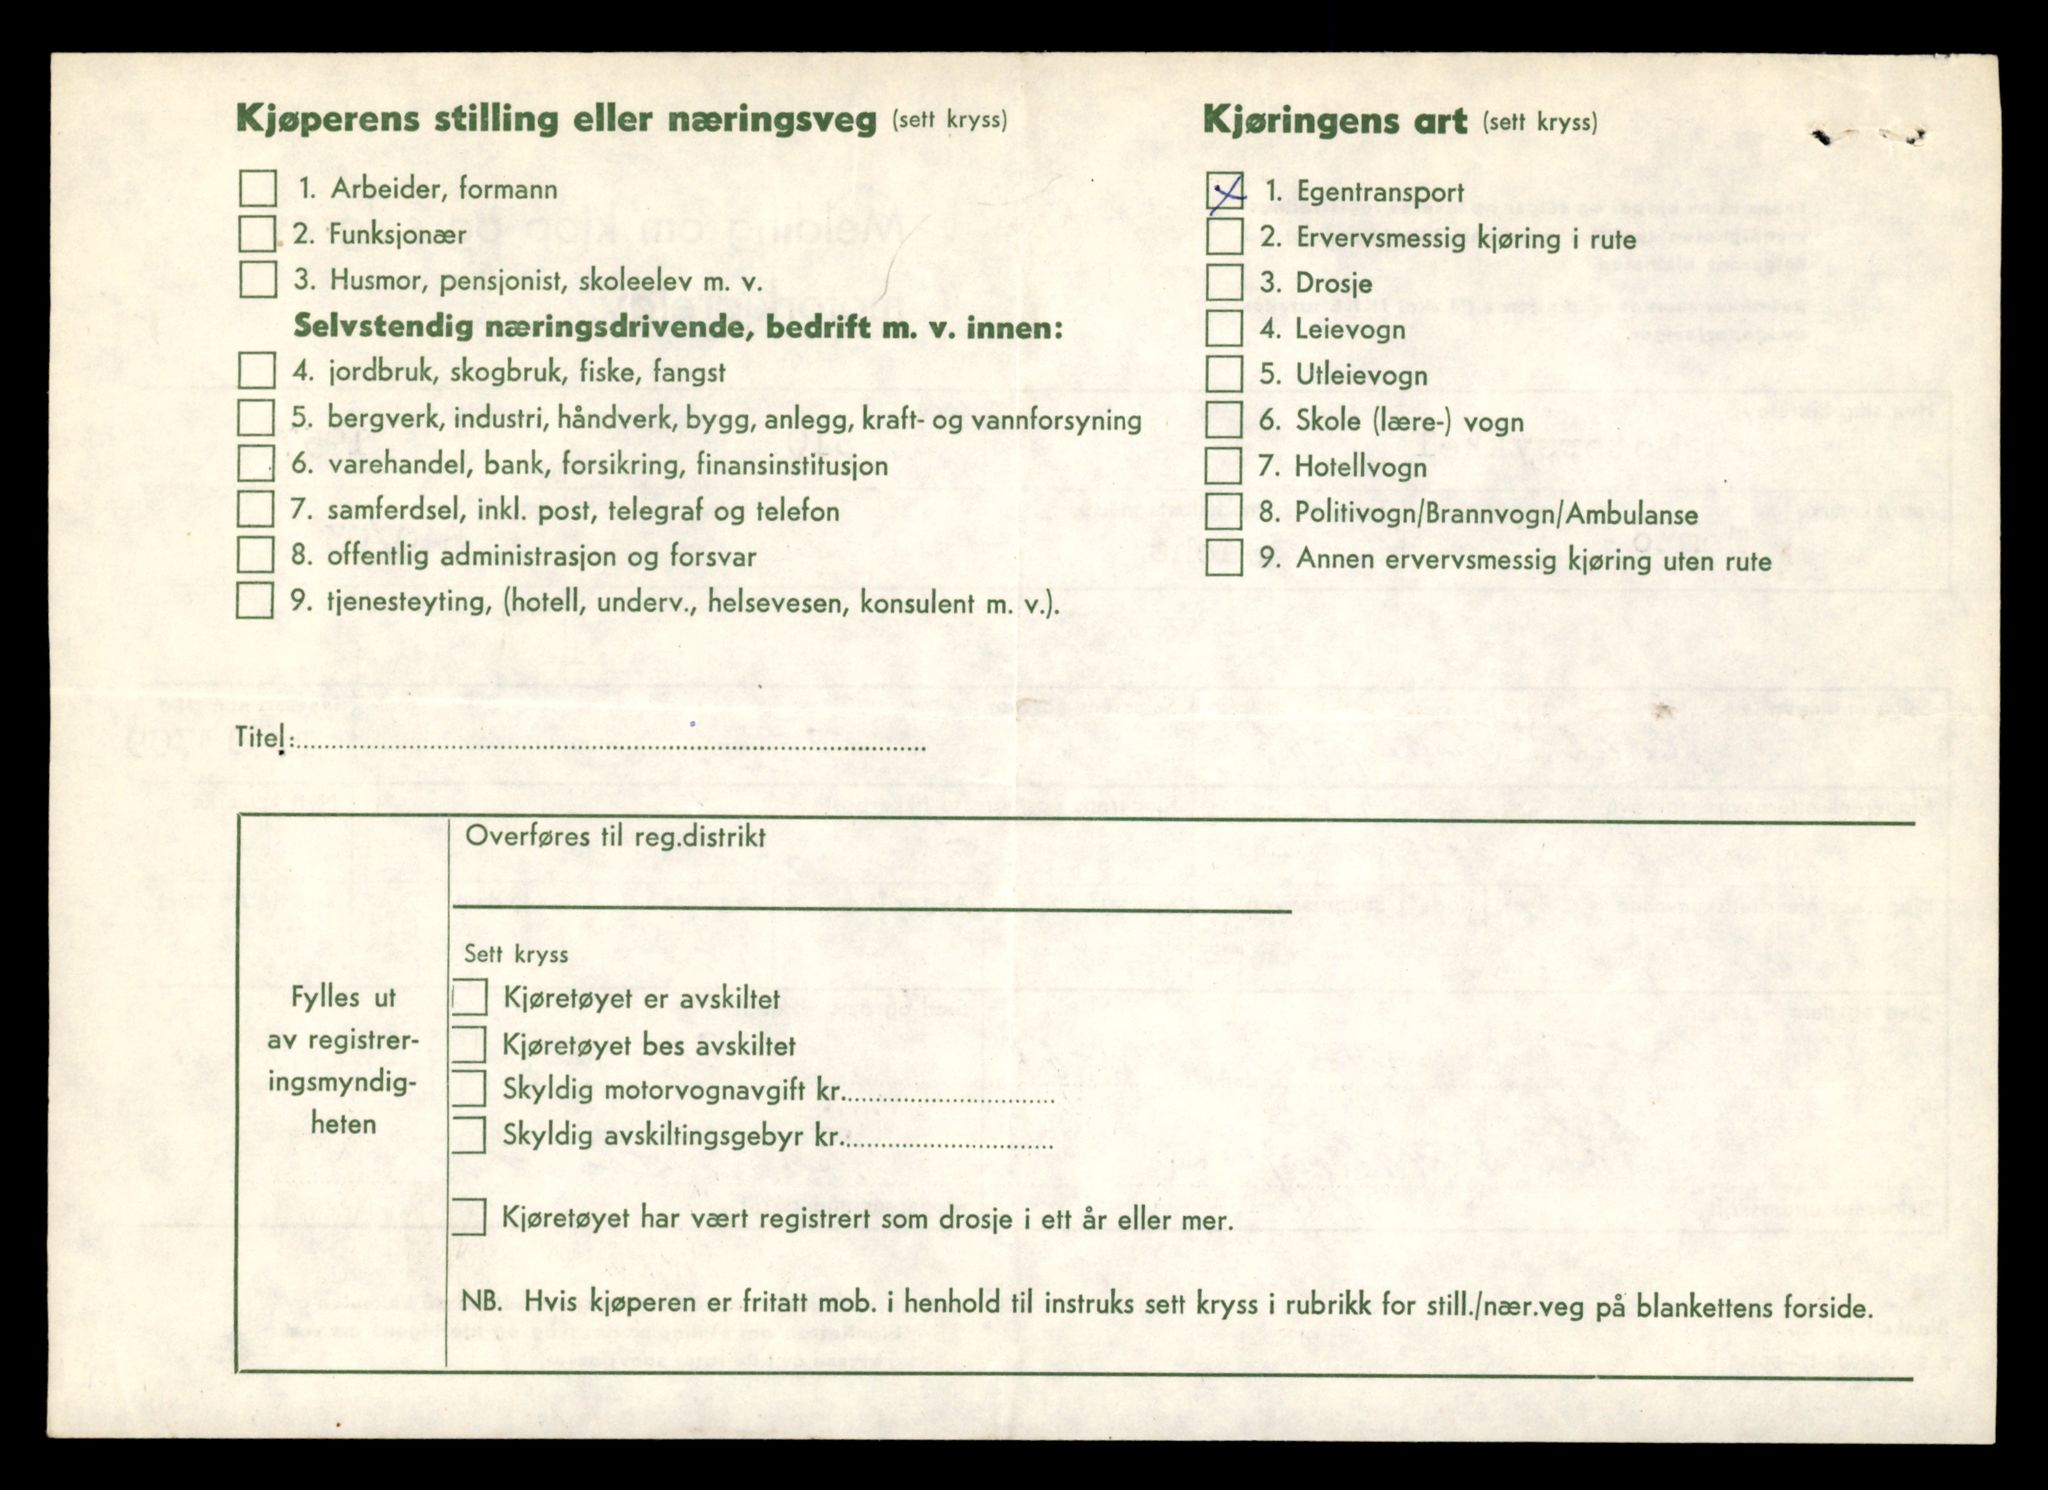 Kjøperens stilling eller næringsveg (sett kryss)
1. Arbeider, formann
2. Funksjonær
3. Husmor, pensjonist, skoleelev m. v.
Selvstendig næringsdrivende, bedrift m. v. innen:
4. jordbruk, skogbruk, fiske, fangst
5. bergverk, industri, håndverk, bygg, anlegg, kraft- og vannforsyning
6. varehandel, bank, forsikring, finansinstitusjon
7. samferdsel, inkl. post, telegraf og telefon
8. offentlig administrasjon og forsvar
9. tjenesteyting, (hotell, underv., helsevesen, konsulent m. v.).
Kjøringens art (sett kryss)
x 1. Egentransport
2. Ervervsmessig kjøring i rute
3. Drosje
4. Leievogn
5. Utleievogn
6. Skole (lære-) vogn
7. Hotellvogn
8. Politivogn/Brannvogn/Ambulanse
9. Annen ervervsmessig kjøring uten rute
Titel:
Fylles ut
av registrer-
ingsmyndig-
heten
Overføres til reg.distrikt
Sett kryss
Kjøretøyet er avskiltet
Kjøretøyet bes avskiltet
Skyldig motorvognavgift kr.
Skyldig avskiltingsgebyr kr.
Kjøretøyet har vært registrert som drosje i ett år eller mer.
NB. Hvis kjøperen er fritatt mob. i henhold til instruks sett kryss i rubrikk for still./nær.veg på blankettens forside.